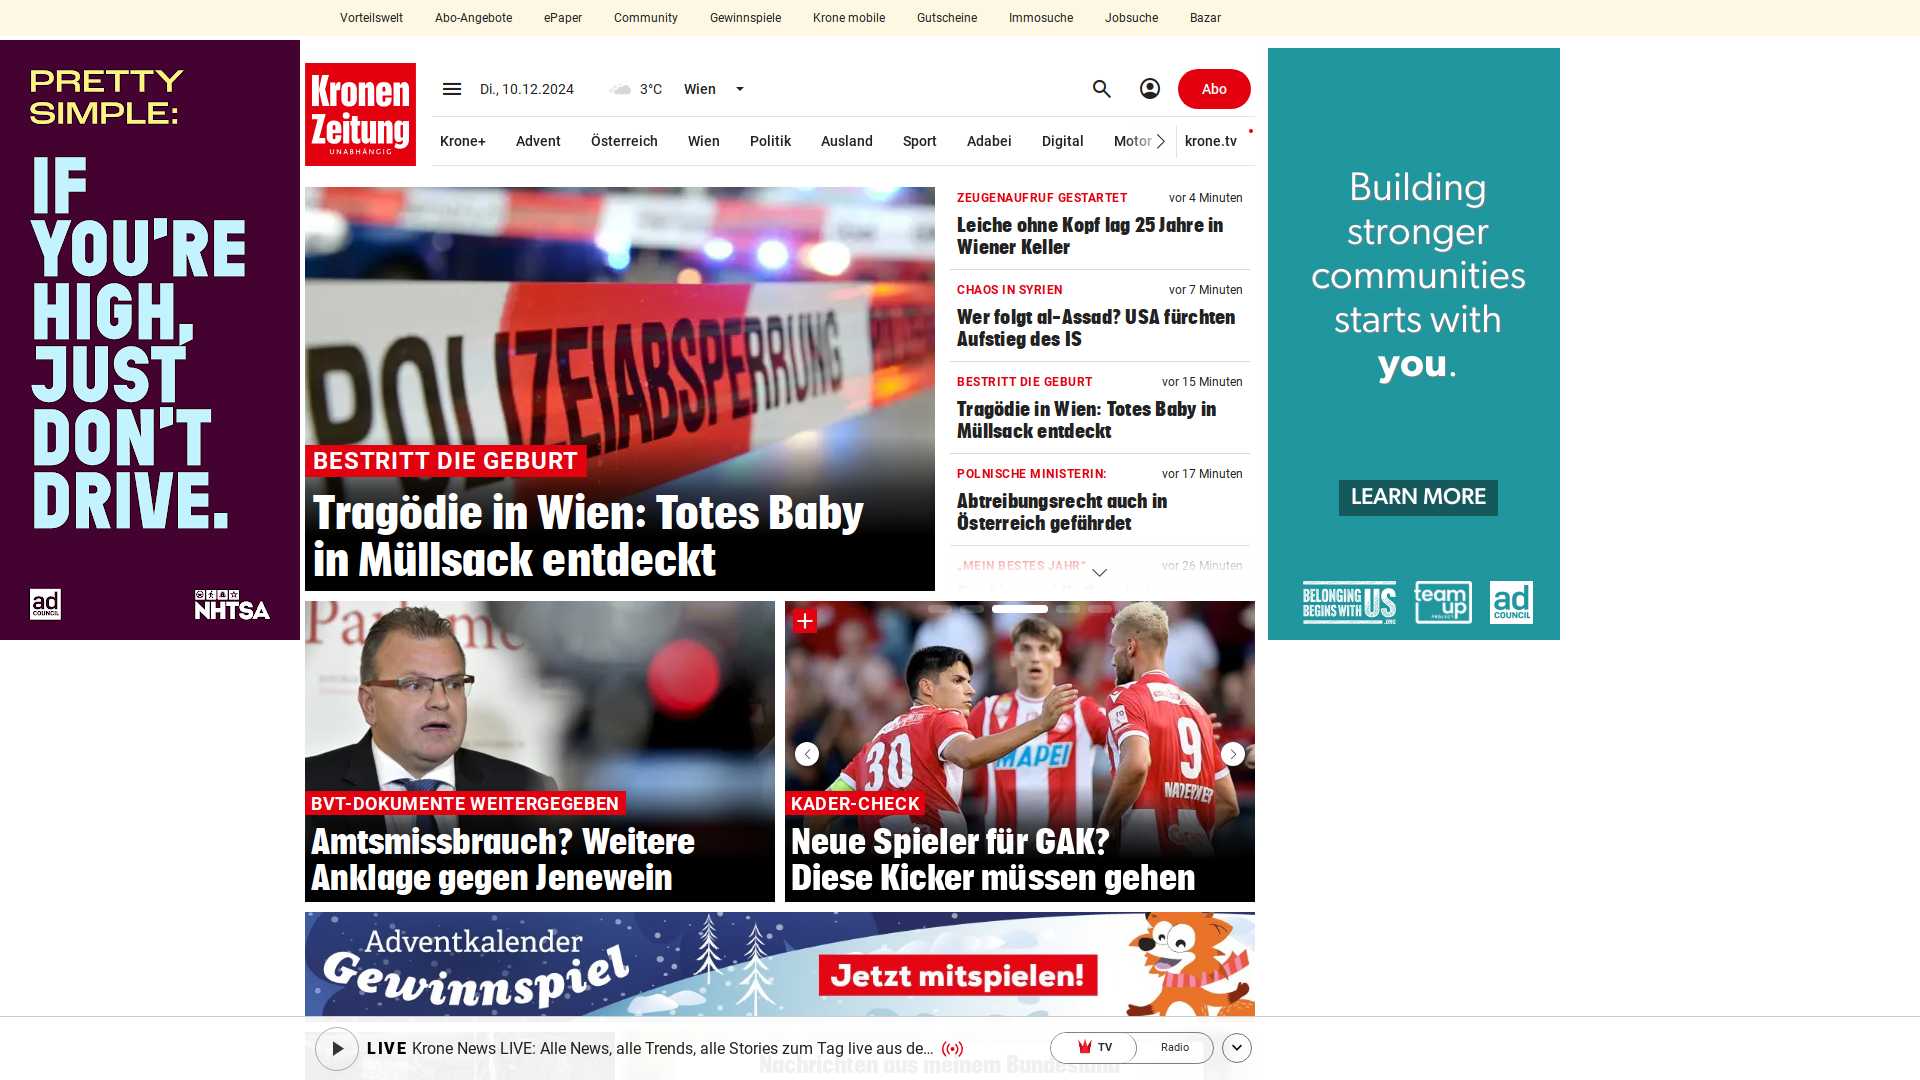 Vorteilswelt Abo-Angebote ePaper Community Gewinnspiele Krone mobile Gutscheine Immosuche Jobsuche Bazar
PRETTY
SIMPLE:
IF
YOU'RE
HIGH,
JUST
DON'T
DRIVE.
ad
COUNCIL
NHTSA
Kronen
Zeitung
UNABHÄNGIG
Di., 10.12.2024 3°C Wien Abo
Krone+ Advent Österreich Wien Politik Ausland Sport Adabei Digital Motor krone.tv
POLIZEIABSPERRUNG
BESTRITT DIE GEBURT
Tragödie in Wien: Totes Baby
in Müllsack entdeckt
ZEUGENAUFRUF GESTARTET vor 4 Minuten
Leiche ohne Kopf lag 25 Jahre in
Wiener Keller
CHAOS IN SYRIEN vor 7 Minuten
Wer folgt al-Assad? USA fürchten
Aufstieg des IS
BESTRITT DIE GEBURT vor 15 Minuten
Tragödie in Wien: Totes Baby in
Müllsack entdeckt
POLNISCHE MINISTERIN: vor 17 Minuten
Abtreibungsrecht auch in
Österreich gefährdet
„MEIN BESTES JAHR“ vor 26 Minuten
BVT-DOKUMENTE WEITERGEGEBEN
Amtsmissbrauch? Weitere
Anklage gegen Jenewein
30
MAPEI
9
KADER-CHECK
Neue Spieler für GAK?
Diese Kicker müssen gehen
Building
stronger
communities
starts with
you.
LEARN MORE
BELONGING
BEGINS WITH US
.ORG
team
up
PROJECT
ad
COUNCIL
Adventkalender
Gewinnspiel
Jetzt mitspielen!
LIVE Krone News LIVE: Alle News, alle Trends, alle Stories zum Tag live aus de... TV Radio
Nachrichten aus meinem Bundesland